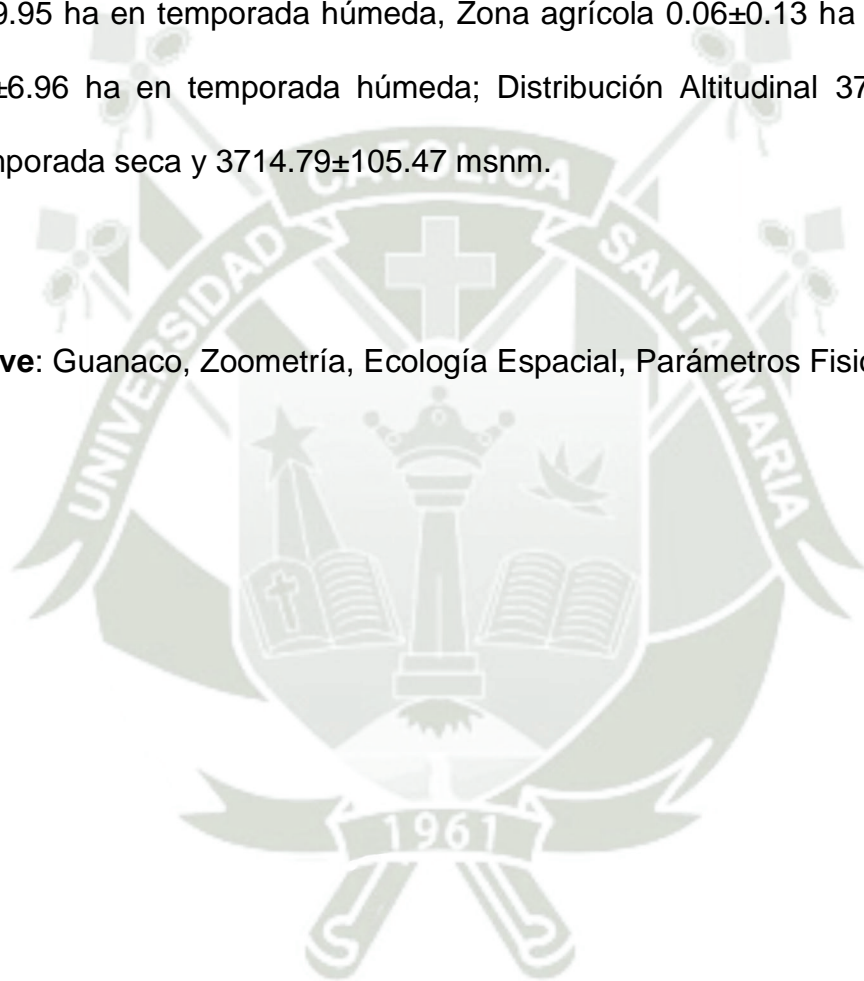 9.95 ha en temporada húmeda, Zona agrícola 0.06±0.13 ha
±6.96 ha en temporada húmeda; Distribución Altitudinal 37
mporada seca y 3714.79±105.47 msnm.
ve: Guanaco, Zoometría, Ecología Espacial, Parámetros Fisi
UNIVERSIDAD CATOLICA SANTA MARIA
1961